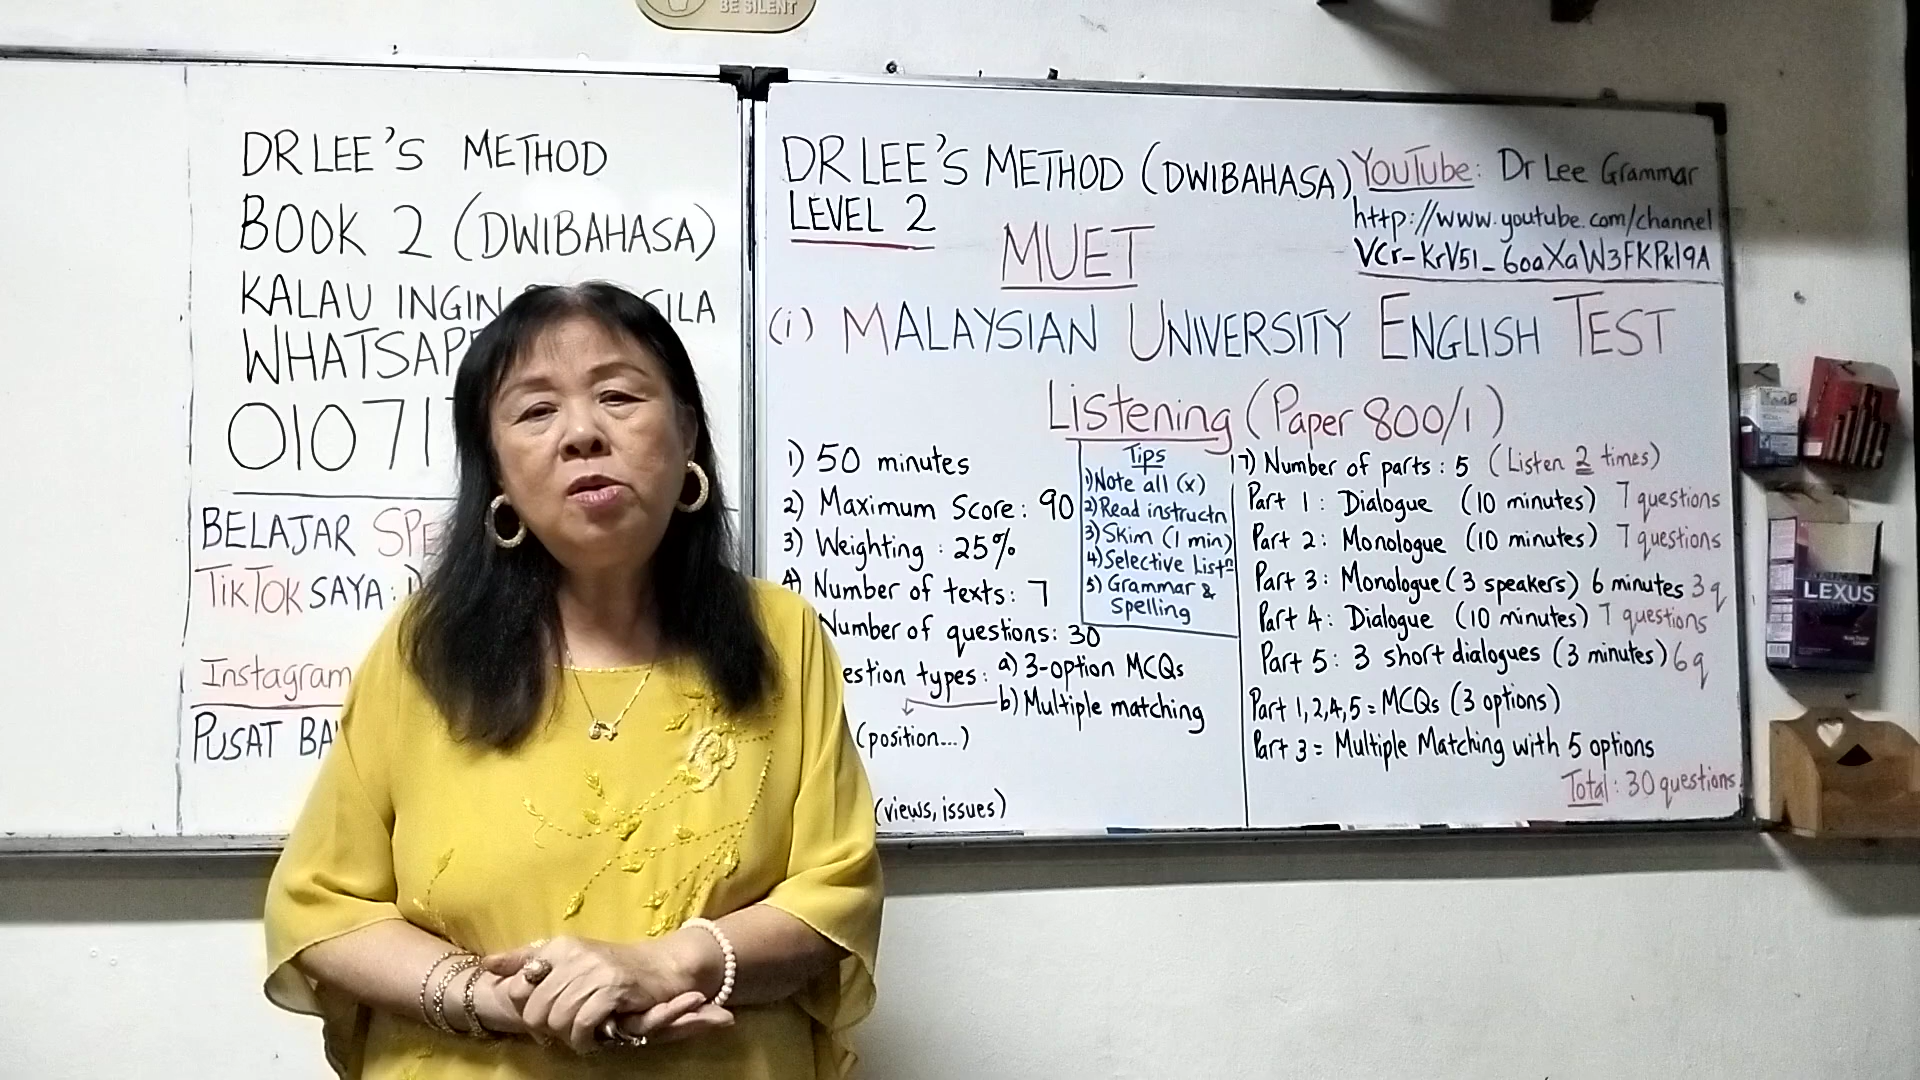 BE SILENT
DR LEE'S METHOD
BOOK 2 (DWIBAHASA)
KALAU INGIN SILA
WHATSAPP
01071
BELAJAR SPE
TIKTOK SAYA: 1)
Instagram
PUSAT BA
DR LEE'S METHOD (DWIBAHASA)
LEVEL 2
YouTube: Dr Lee Grammar
http://www.youtube.com/channel
VCr-KrV51_6oaXaW3FKPkl9A
MUET
(i) MALAYSIAN UNIVERSITY ENGLISH TEST
Listening (Paper 800/1)
1) 50 minutes
2) Maximum Score: 90
3) Weighting: 25%
4) Number of texts: 7
Number of questions: 30
estion types: a) 3-option MCQs
b) Multiple matching
(position...)
(views, issues)
Tips
1) Note all (x)
2) Read instructn
3) Skim (1 min)
4) Selective Listn
5) Grammar &
Spelling
7) Number of parts: 5 (Listen 2 times)
Part 1: Dialogue (10 minutes) 7 questions
Part 2: Monologue (10 minutes) 7 questions
Part 3: Monologue (3 speakers) 6 minutes 3q
Part 4: Dialogue (10 minutes) 7 questions
Part 5: 3 short dialogues (3 minutes) 6q
Part 1,2,4,5 = MCQs (3 options)
Part 3 = Multiple Matching with 5 options
Total: 30 questions
LEXUS